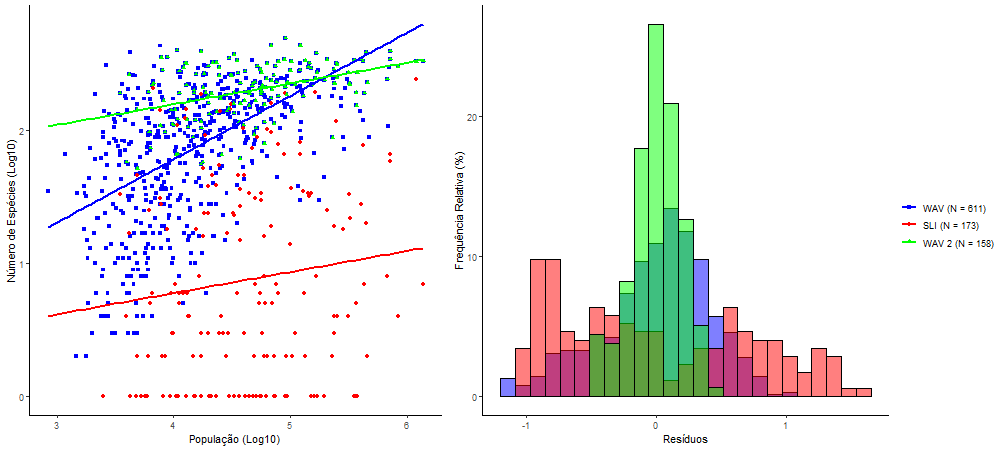 Número de Espécies (Log10)
2
1
0
3
4
5
6
População (Log10)
Frequência Relativa (%)
20
10
0
-1
0
1
Resíduos
WAV (N = 611)
SLI (N = 173)
WAV 2 (N = 158)